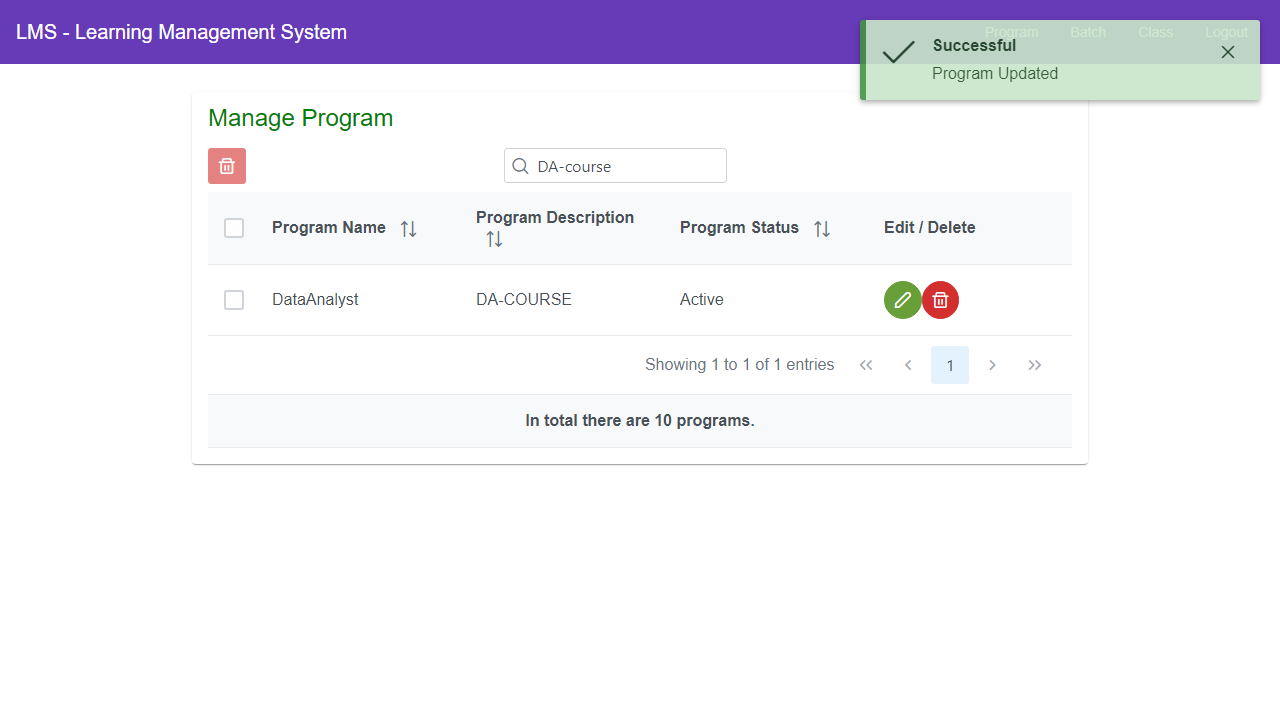 LMS - Learning Management System
Program Batch Class Logout
Successful
Program Updated
Manage Program
DA-course
Program Name Program Description Program Status Edit / Delete
DataAnalyst DA-COURSE Active
Showing 1 to 1 of 1 entries 1
In total there are 10 programs.